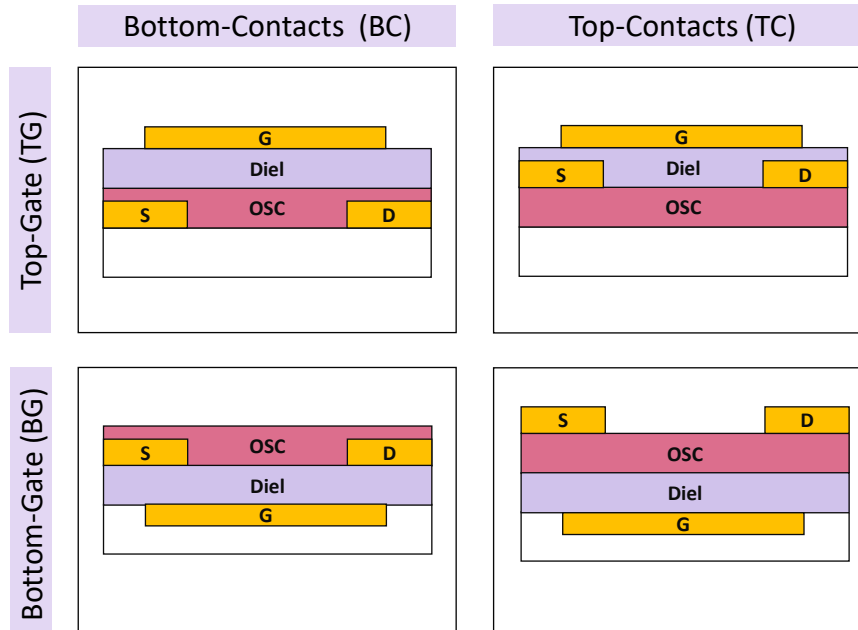 Bottom-Contacts (BC)
Top-Contacts (TC)
Top-Gate (TG)
G
Diel
S
OSC
D
G
S
Diel
D
OSC
Bottom-Gate (BG)
S
OSC
D
Diel
G
S
D
OSC
Diel
G